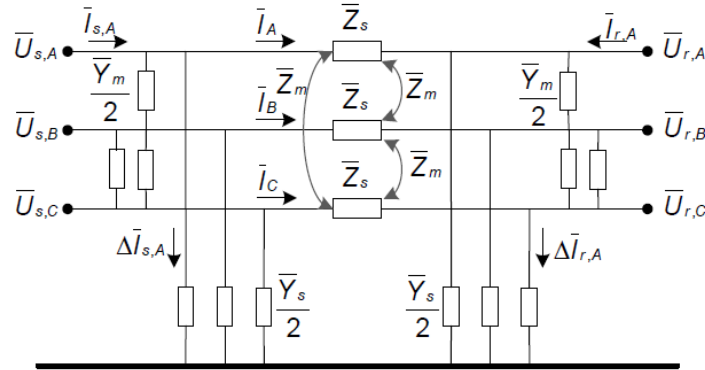 Ī s,A
Ī A
Z̅ s
Ī r,A
U̅ s,A
U̅ r,A
Y̅ m
2
Z̅ m
Z̅ s
Z̅ m
Y̅ m
2
Ī B
U̅ s,B
U̅ r,B
Ī C
Z̅ s
Z̅ m
U̅ s,C
U̅ r,C
ΔĪ s,A
ΔĪ r,A
Y̅ s
2
Y̅ s
2